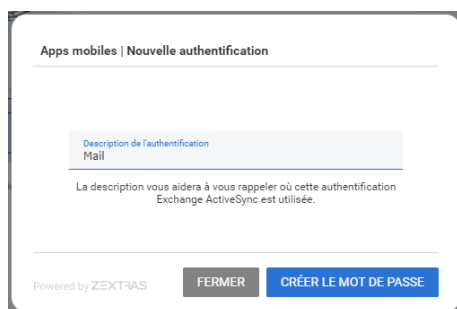 Apps mobiles | Nouvelle authentification
Description de l'authentification
Mail
La description vous aidera à vous rappeler où cette authentification
Exchange ActiveSync est utilisée.
Powered by ZEXTRAS
FERMER
CRÉER LE MOT DE PASSE